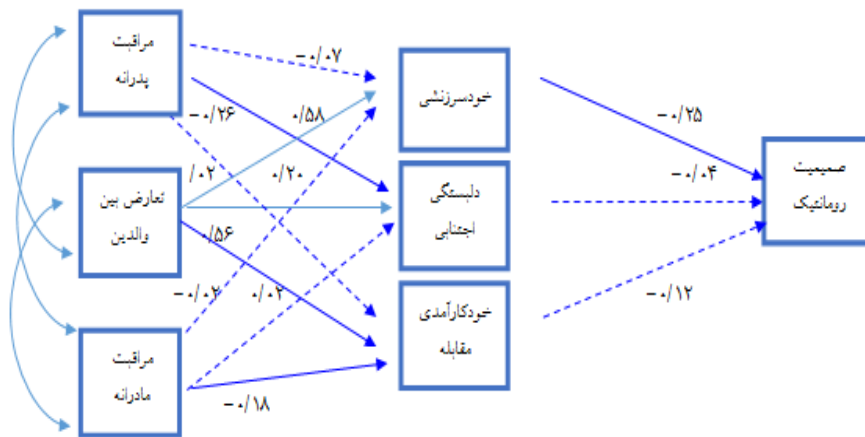 مراقبت
پدرانه
تعارض بین
والدین
مراقبت
مادرانه
خودسرزنشی
دلبستگی
اجتنابی
خودکارآمدی
مقابله
صمیمیت
رومانتیک
-۰/۰۷
-۰/۲۶
۰/۵۸
/۰۲
۰/۲۰
۰/۵۶
-۰/۰۲
۰/۰۲
-۰/۱۸
-۰/۲۵
-۰/۰۴
-۰/۱۲